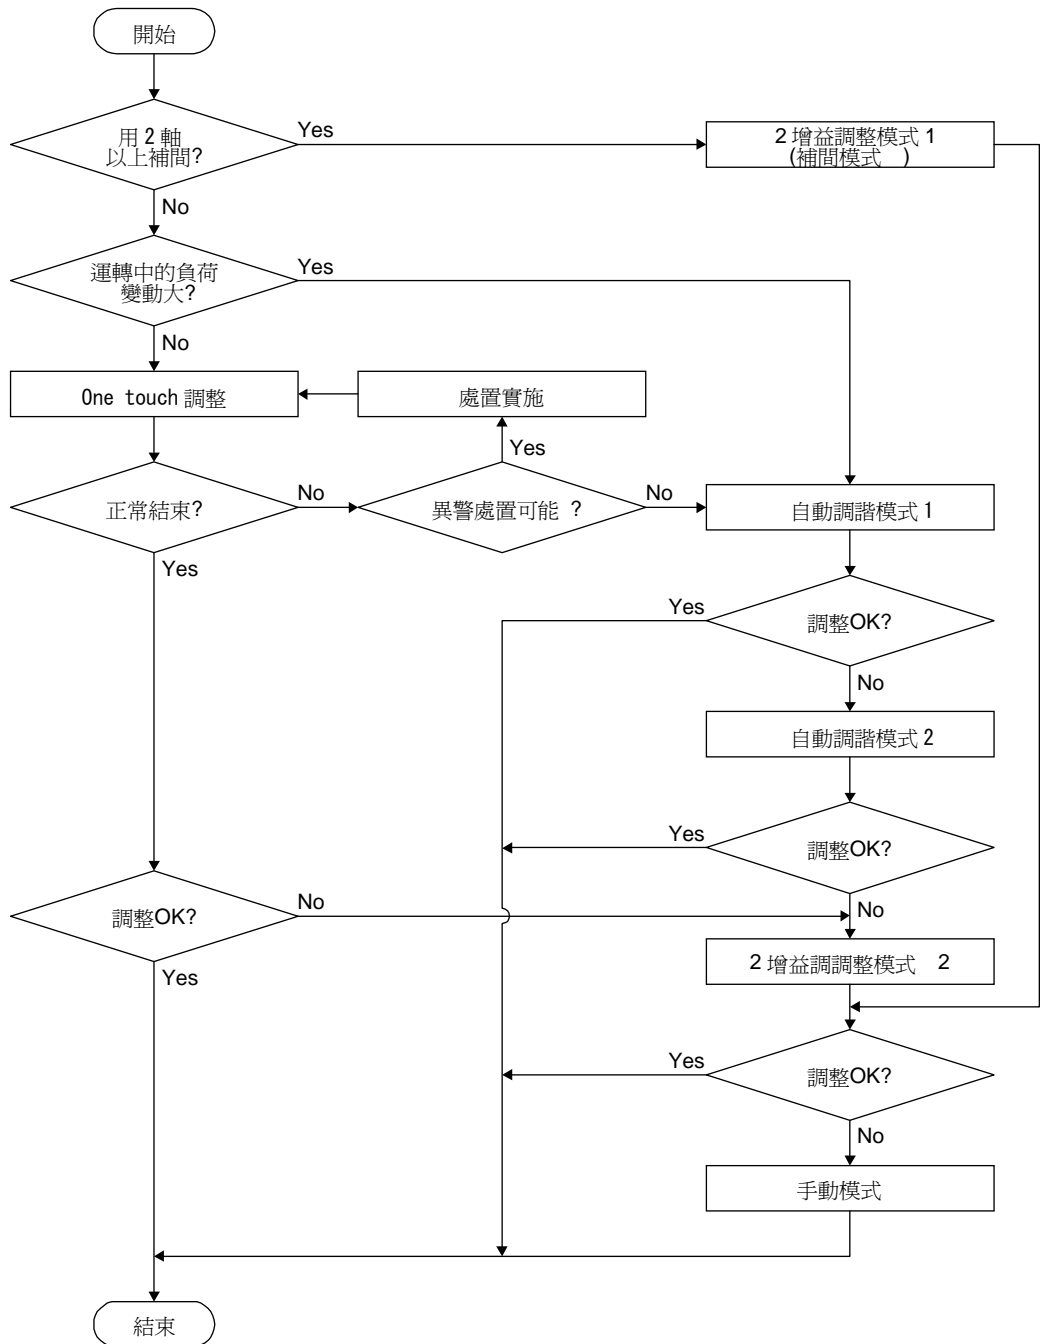 開始
用 2 軸
以上補間?
Yes
2 增益調整模式 1
(補間模式 )
No
運轉中的負荷
變動大?
Yes
No
One touch 調整
處置實施
Yes
正常結束?
No
異警處置可能 ?
No
自動調諧模式 1
Yes
Yes
調整OK?
No
自動調諧模式 2
Yes
調整OK?
調整OK?
No
No
2 增益調調整模式 2
Yes
Yes
調整OK?
No
手動模式
結束